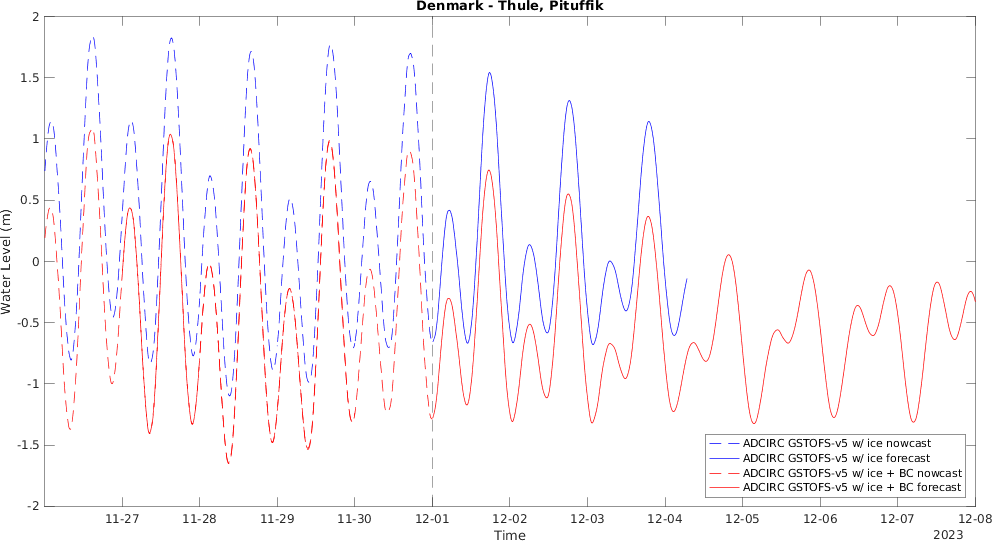 Denmark - Thule, Pituffik
2
1.5
1
0.5
0
-0.5
-1
-1.5
-2
Water Level (m)
ADCIRC GSTOFS-v5 w/ ice nowcast
ADCIRC GSTOFS-v5 w/ ice forecast
ADCIRC GSTOFS-v5 w/ ice + BC nowcast
ADCIRC GSTOFS-v5 w/ ice + BC forecast
11-27 11-28 11-29 11-30 12-01 12-02 12-03 12-04 12-05 12-06 12-07 12-08
Time
2023